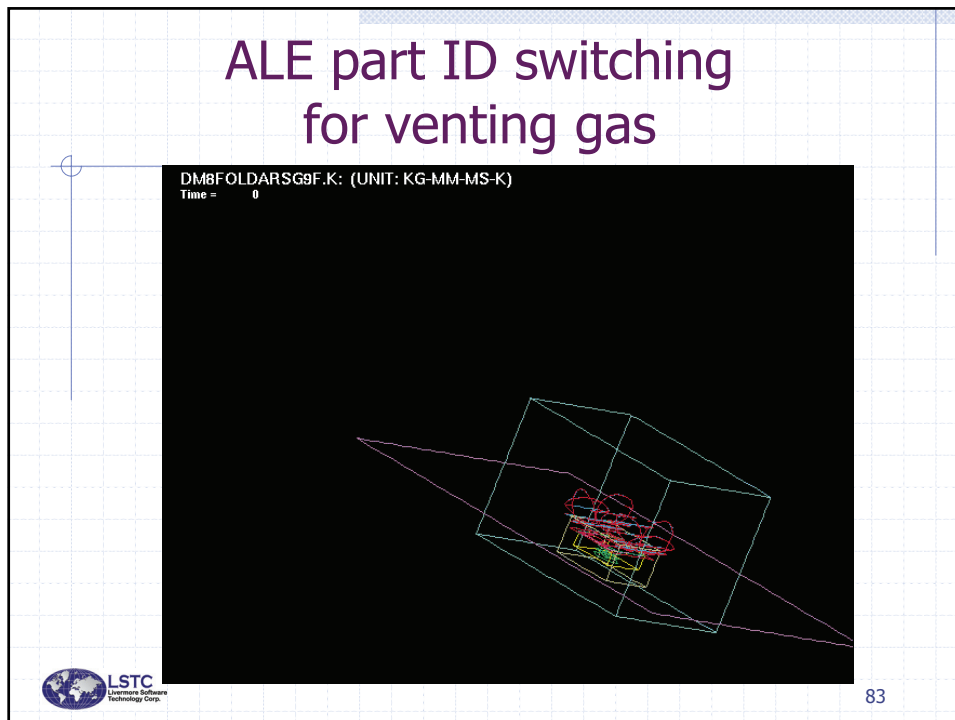 ALE part ID switching
for venting gas
DM8FOLDARSG9F.K: (UNIT: KG-MM-MS-K)
Time = 0
LSTC
Livermore Software
Technology Corp.
83